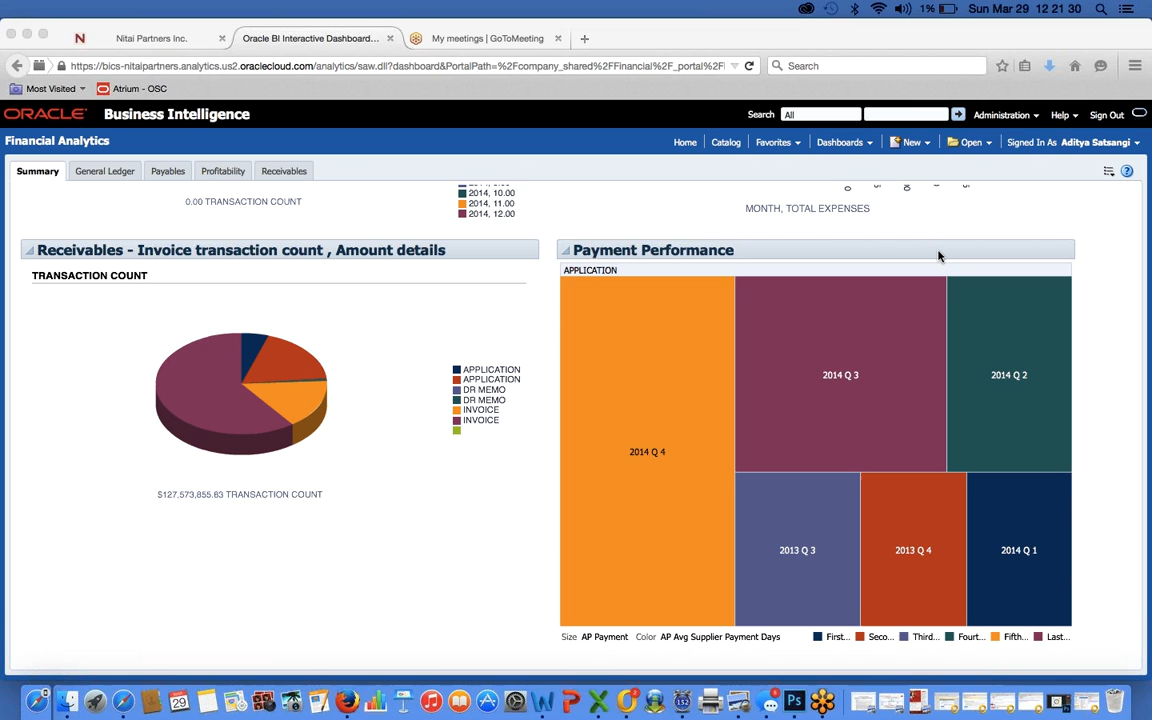 1% Sun Mar 29 12 21 30
N Nitai Partners Inc. × Oracle BI Interactive Dashboard... × My meetings | GoToMeeting × +
https://bics-nitaipartners.analytics.us2.oraclecloud.com/analytics/saw.dll?dashboard&PortalPath=%2Fcompany_shared%2FFinancial%2F_portal%2F Search
Most Visited Atrium - OSC
ORACLE Business Intelligence Search All Administration Help Sign Out
Financial Analytics Home Catalog Favorites Dashboards New Open Signed In As Aditya Satsangi
Summary General Ledger Payables Profitability Receivables
2014, 10.00
0.00 TRANSACTION COUNT 2014, 11.00
2014, 12.00
MONTH, TOTAL EXPENSES
Receivables - Invoice transaction count , Amount details
TRANSACTION COUNT
APPLICATION
APPLICATION
DR MEMO
DR MEMO
INVOICE
INVOICE
$127,573,855.63 TRANSACTION COUNT
Payment Performance
APPLICATION
2014 Q 4
2014 Q 3
2014 Q 2
2013 Q 3
2013 Q 4
2014 Q 1
Size AP Payment Color AP Avg Supplier Payment Days First... Seco... Third... Fourt... Fifth... Last...